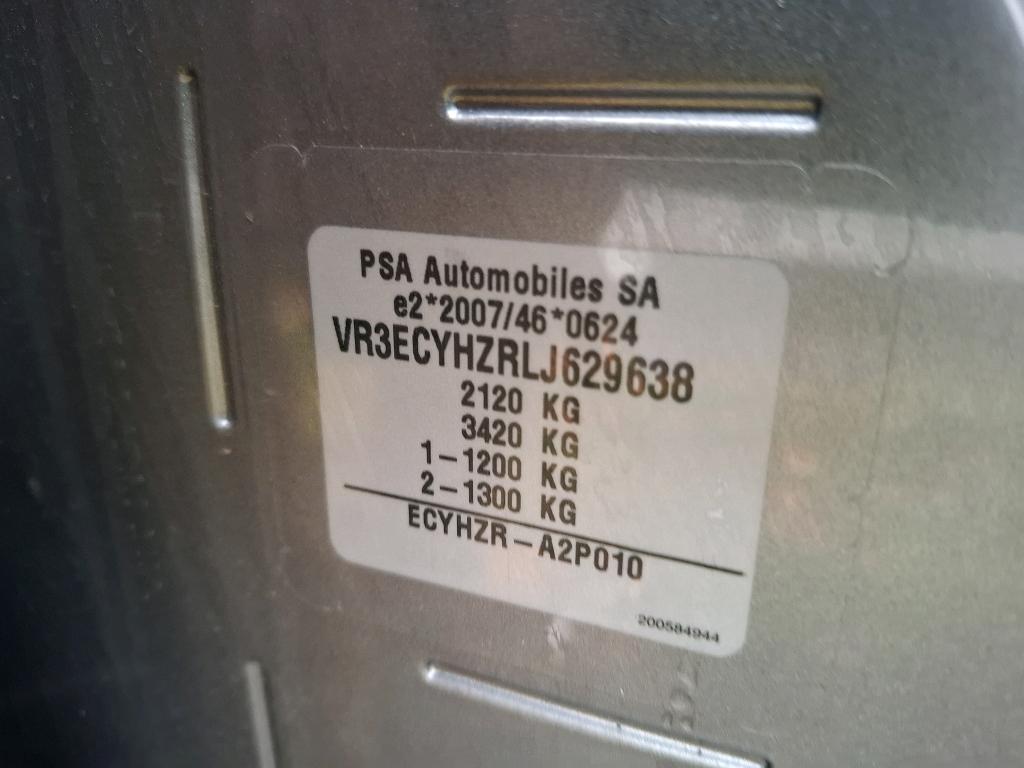 PSA Automobiles SA
e2*2007/46*0624
VR3ECYHZRLJ629638
2120 KG
3420 KG
1-1200 KG
2-1300 KG
ECYHZR-A2P010
200584944